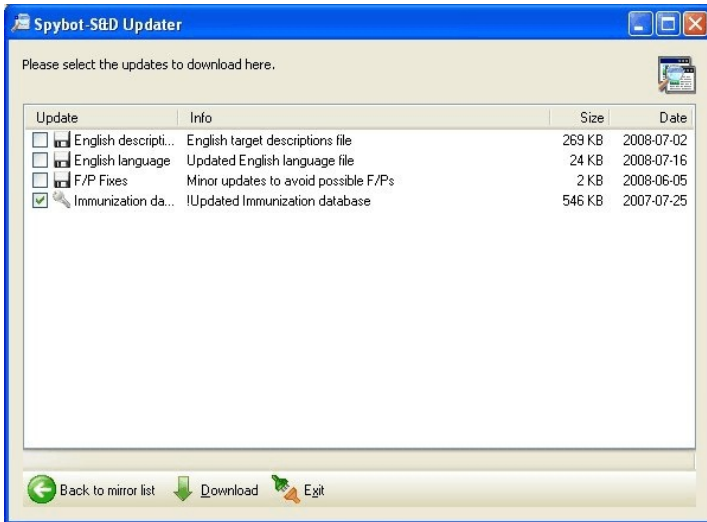 Spybot-S&D Updater
Please select the updates to download here.
Update Info Size Date
English descripti... English target descriptions file 269 KB 2008-07-02
English language Updated English language file 24 KB 2008-07-16
F/P Fixes Minor updates to avoid possible F/Ps 2 KB 2008-06-05
Immunization da... !Updated Immunization database 546 KB 2007-07-25
Back to mirror list Download Exit